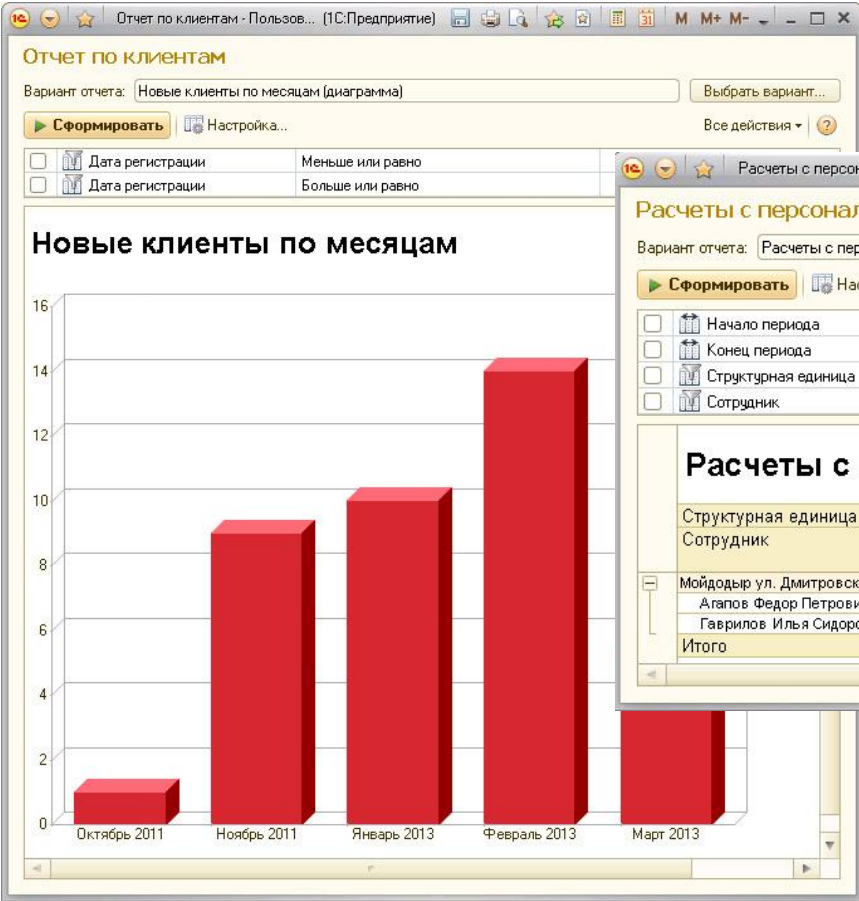 Отчет по клиентам - Пользов... (1С:Предприятие) M M+ M-
Отчет по клиентам
Вариант отчета: Новые клиенты по месяцам (диаграмма) Выбрать вариант...
Сформировать Настройка... Все действия
Дата регистрации Меньше или равно
Дата регистрации Больше или равно
Новые клиенты по месяцам
16
14
12
10
8
6
4
2
0
Октябрь 2011 Ноябрь 2011 Январь 2013 Февраль 2013 Март 2013
Расчеты с персон
Расчеты с персонал
Вариант отчета: Расчеты с пер
Сформировать Нас
Начало периода
Конец периода
Структурная единица
Сотрудник
Расчеты с
Структурная единица
Сотрудник
Мойдодыр ул. Дмитровск
Агапов Федор Петрови
Гаврилов Илья Сидоро
Итого